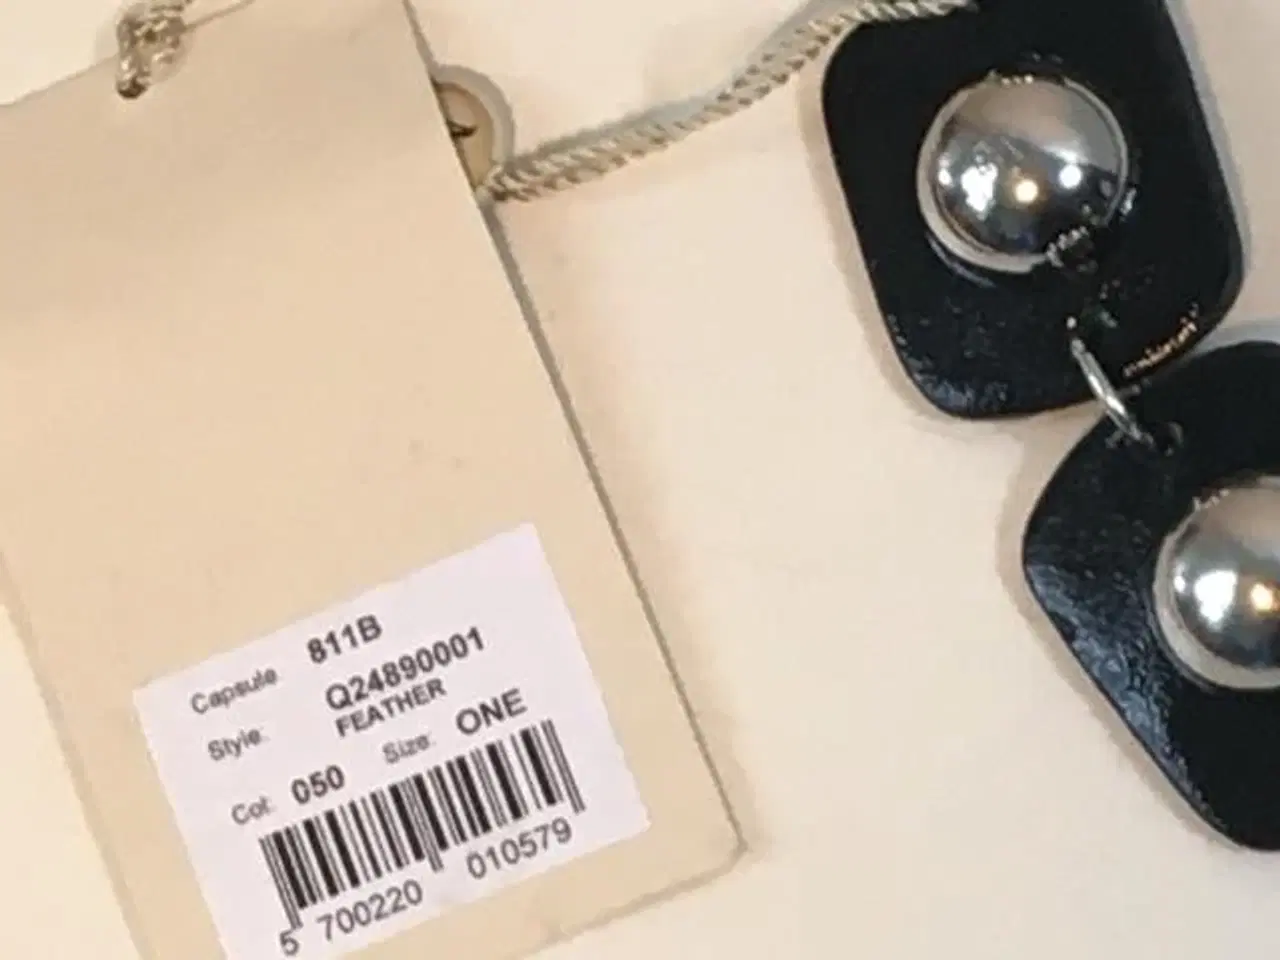 Capsule 811B
Style: Q24890001
FEATHER
Col: 050 Size: ONE
5 700220 010579